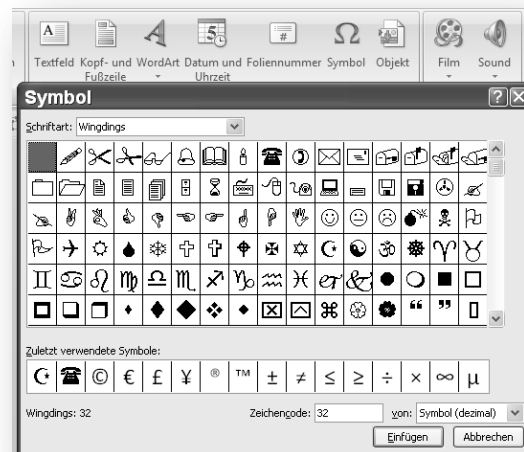 Textfeld Kopf- und WordArt Datum und Foliennummer Symbol Objekt Film Sound
Fußzeile Uhrzeit
Symbol
Schriftart: Wingdings
Zuletzt verwendete Symbole:
☪ ☎ © € £ ¥ ® ™ ± ≠ ≤ ≥ ÷ × ∞ µ
Wingdings: 32 Zeichencode: 32 von: Symbol (dezimal)
Einfügen Abbrechen